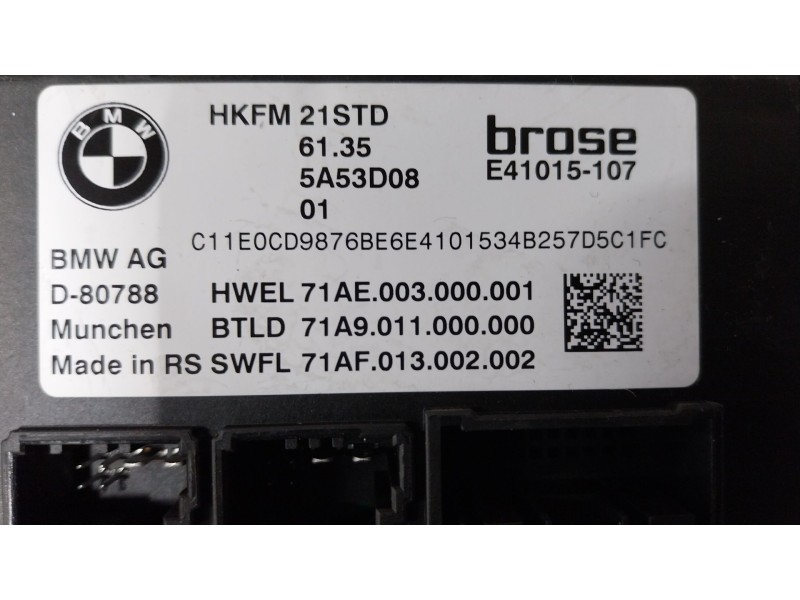 BMW
HKFM 21STD
61.35
5A53D08
01
brose
E41015-107
C11E0CD9876BE6E4101534B257D5C1FC
BMW AG
D-80788 HWEL 71AE.003.000.001
Munchen BTLD 71A9.011.000.000
Made in RS SWFL 71AF.013.002.002